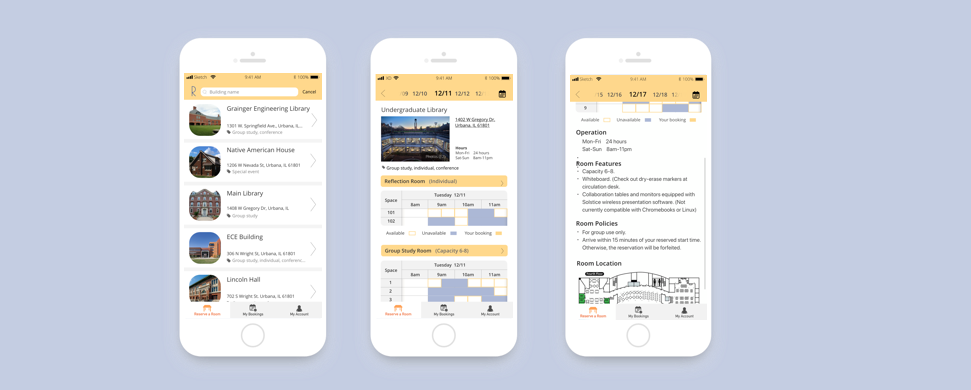 Sketch 9:41 AM 100%
R Building name Cancel
Grainger Engineering Library
1301 W. Springfield Ave., Urbana, IL,...
Group study, conference
Native American House
1206 W Nevada St, Urbana, IL 61801
Special event
Main Library
1408 W Gregory Dr, Urbana, IL
Group study
ECE Building
306 N Wright St, Urbana, IL 61801
Group study, individual, conferenc...
Lincoln Hall
702 S Wright St. Urbana, IL 61801
Reserve a Room My Bookings My Account
XD 9:41 AM 100%
/09 12/10 12/11 12/12 12/
Undergraduate Library
1402 W Gregory Dr,
Urbana, IL 61801
Hours
Mon-Fri 24 hours
Sat-Sun 8am-11pm
Group study, individual, conference
Reflection Room (Individual)
Tuesday 12/11
Space
8am 9am 10am 11am
101
102
Available Unavailable Your booking
Group Study Room (Capacity 6-8)
Tuesday 12/11
Space
8am 9am 10am 11am
1
2
3
Reserve a Room My Bookings My Account
Sketch 9:41 AM 100%
15 12/16 12/17 12/18 1
9
Available Unavailable Your booking
Operation
Mon-Fri 24 hours
Sat-Sun 8am-11pm
Room Features
Capacity 6-8.
Whiteboard. (Check out dry-erase markers at
circulation desk.
Collaboration tables and monitors equipped with
Solstice wireless presentation software. (Not
currently compatible with Chromebooks or Linux)
Room Policies
For group use only.
Arrive within 15 minutes of your reserved start time.
Otherwise, the reservation will be forfeited.
Room Location
Reserve a Room My Bookings My Account